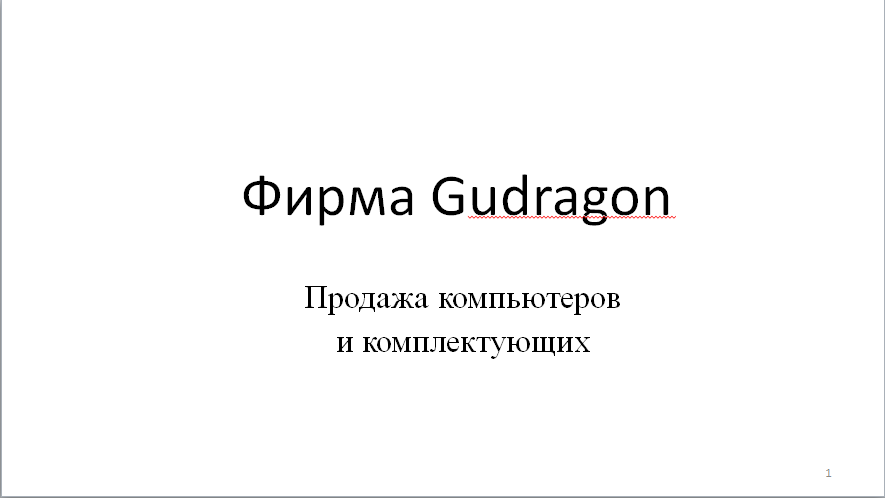 Фирма Gudragon
Продажа компьютеров
и комплектующих
1